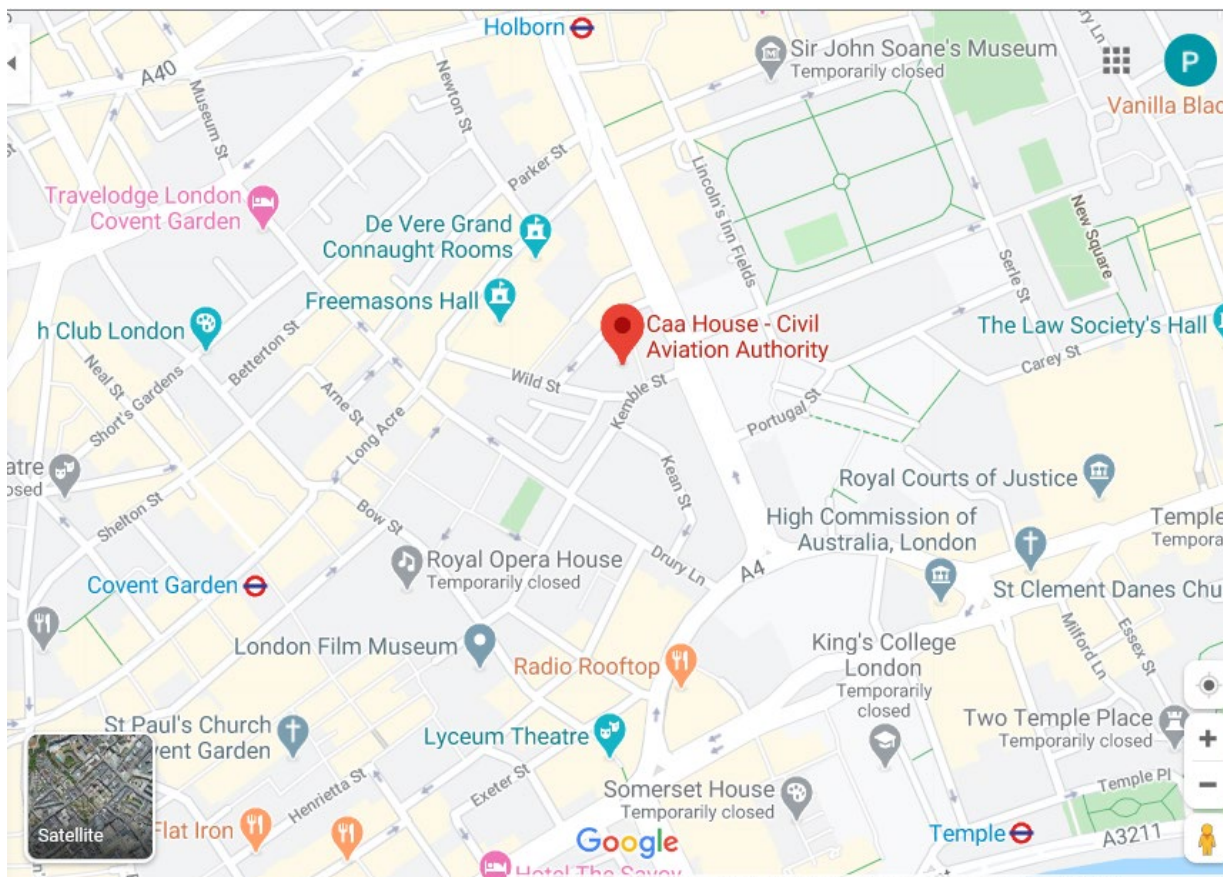 Holborn
Sir John Soane's Museum
Temporarily closed
P
A40
Museum St
Newton St
Vanilla Blac
Parker St
Lincoln's Inn Fields
Travelodge London
Covent Garden
De Vere Grand
Connaught Rooms
New Square
Serle St
Freemasons Hall
Caa House - Civil
Aviation Authority
h Club London
The Law Society's Hall
Betterton St
Neal St
Wild St
Kemble St
Carey St
Short's Gardens
Arne St
Long Acre
Portugal St
atre
osed
Kean St
Royal Courts of Justice
Shelton St
Bow St
High Commission of
Australia, London
Temple
Tempora
Royal Opera House
Temporarily closed
Drury Ln
A4
Covent Garden
St Clement Danes Chu
London Film Museum
Radio Rooftop
King's College
London
Temporarily
closed
Milford Ln
Essex St
St Paul's Church
vent Garden
Lyceum Theatre
Two Temple Place
Temporarily closed
Exeter St
Henrietta St
Somerset House
Temporarily closed
Temple Pl
Satellite
Flat Iron
Google
Temple
A3211
Hotel The Savoy